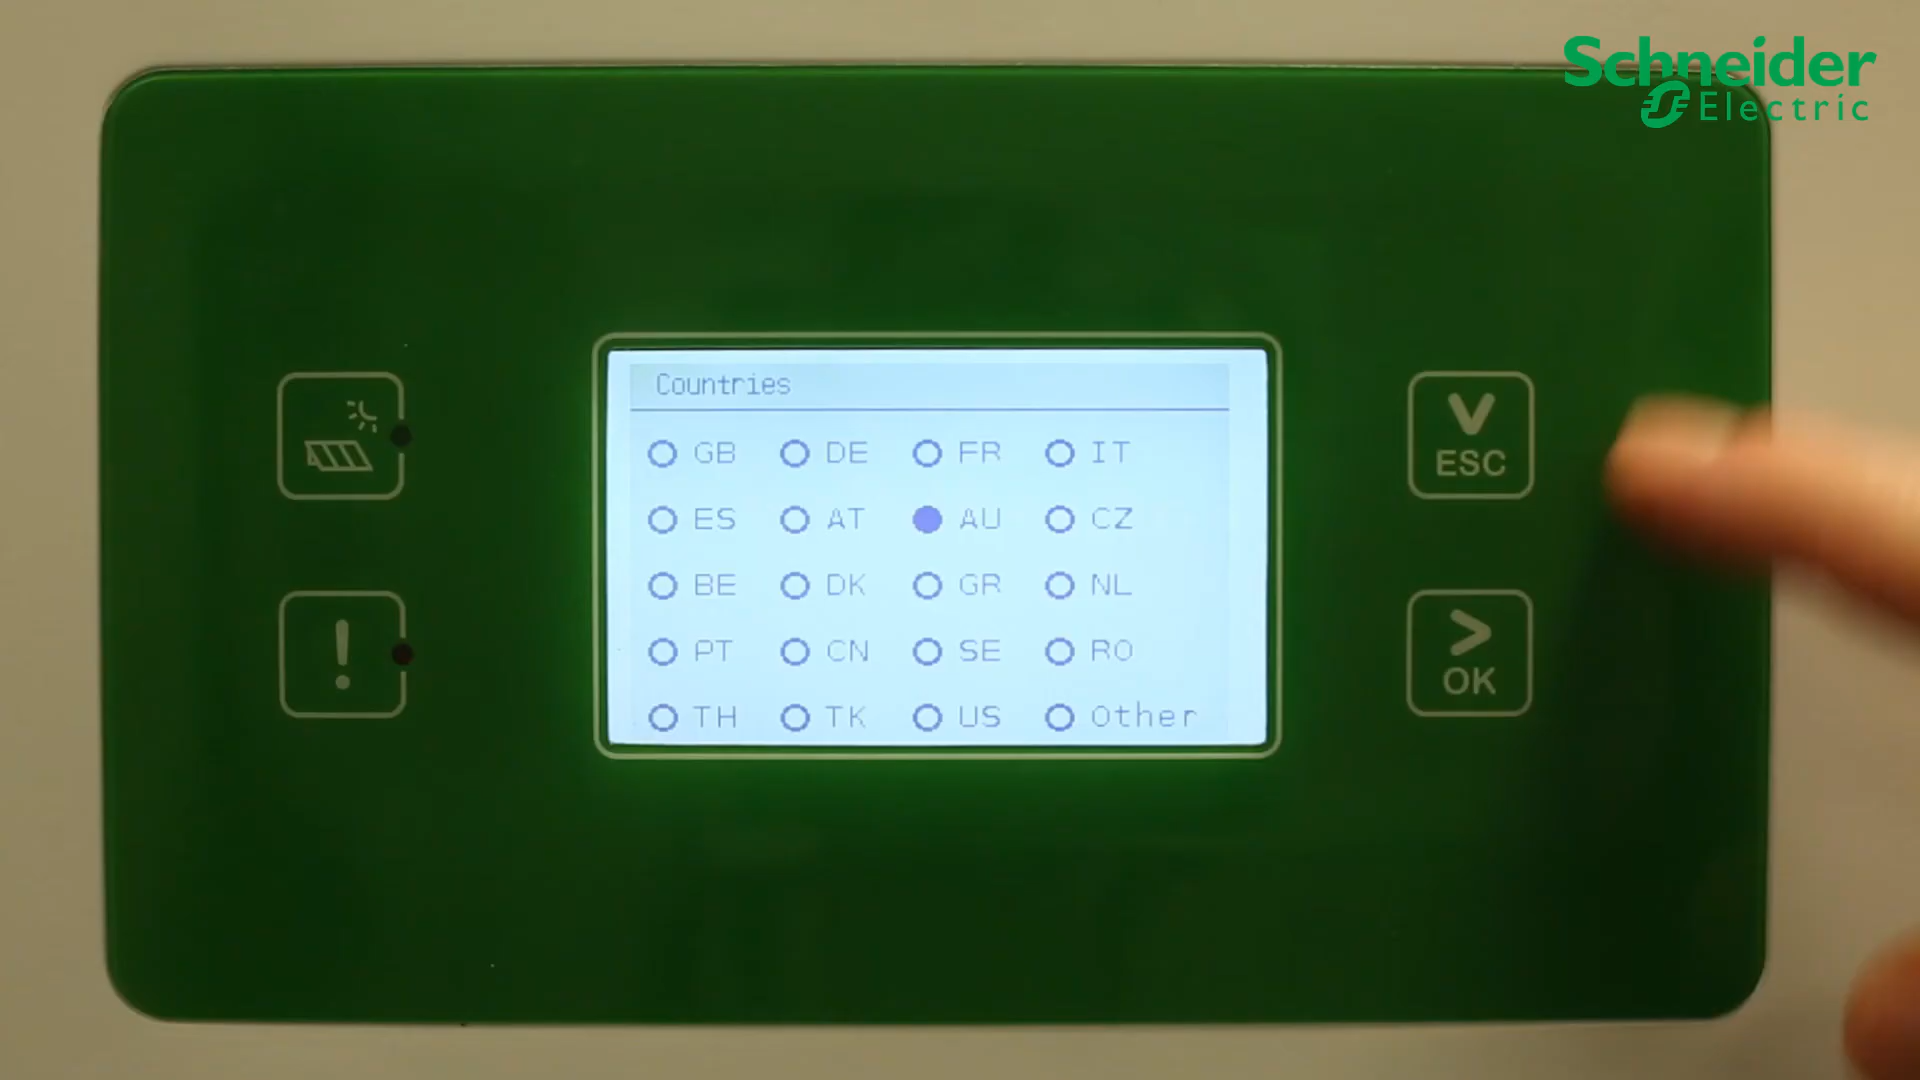 Schneider
Electric
Countries
GB DE FR IT
ES AT AU CZ
BE DK GR NL
PT CN SE RO
TH TK US Other
ESC
OK